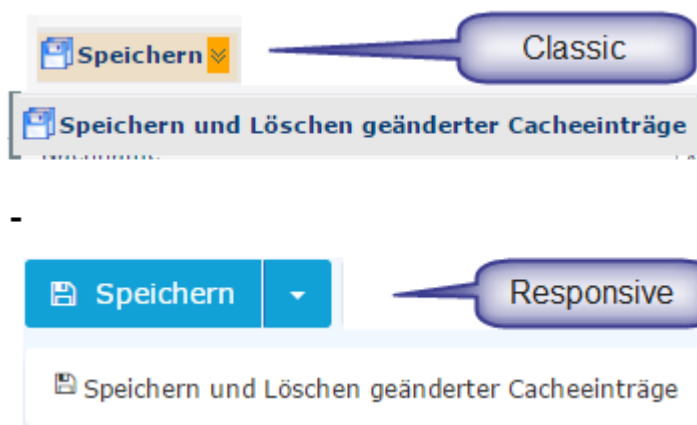 Speichern
Classic
Speichern und Löschen geänderter Cacheeinträge
-
Speichern
Responsive
Speichern und Löschen geänderter Cacheeinträge